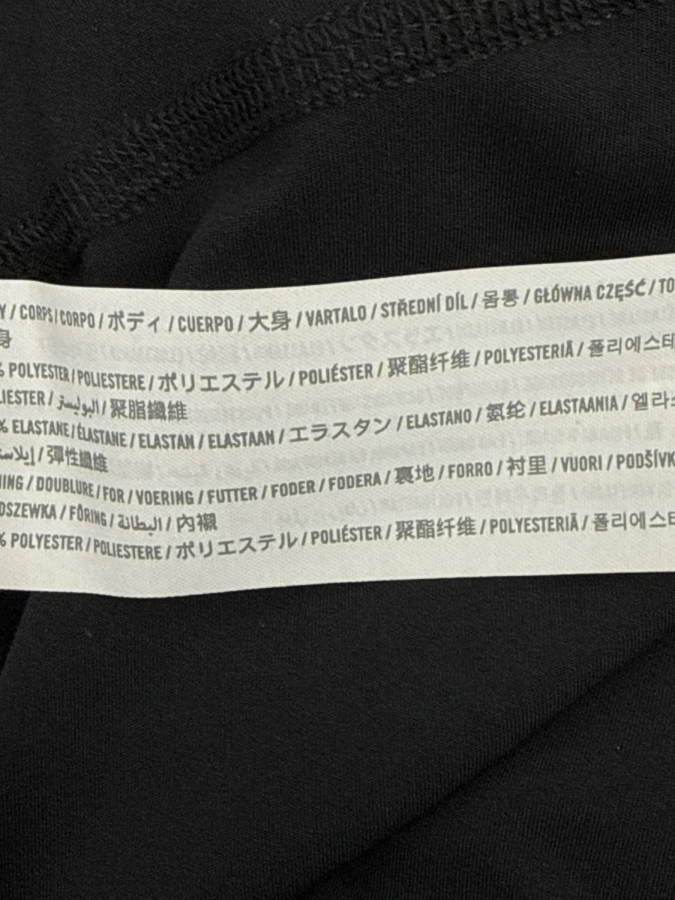 Y / CORPS / CORPO / ボディ / CUERPO / 大身 / VARTALO / STŘEDNÍ DÍL / 몸통 / GŁÓWNA CZĘŚĆ / TO
身
% POLYESTER / POLIESTERE / ポリエステル / POLIÉSTER / 聚酯纤维 / POLYESTERIÄ / 폴리에스테
LIESTER / البوليستر / 聚脂纖維
% ELASTANE / ÉLASTANE / ELASTAN / ELASTAAN / エラスタン / ELASTANO / 氨纶 / ELASTAANIA / 엘라스
إيلاس / 彈性纖維
NING / DOUBLURE / FOR / VOERING / FUTTER / FODER / FODERA / 裏地 / FORRO / 衬里 / VUORI / PODŠÍVK
DSZEWKA / FÔRING / البطانة / 內襯
% POLYESTER / POLIESTERE / ポリエステル / POLIÉSTER / 聚酯纤维 / POLYESTERIÄ / 폴리에스테